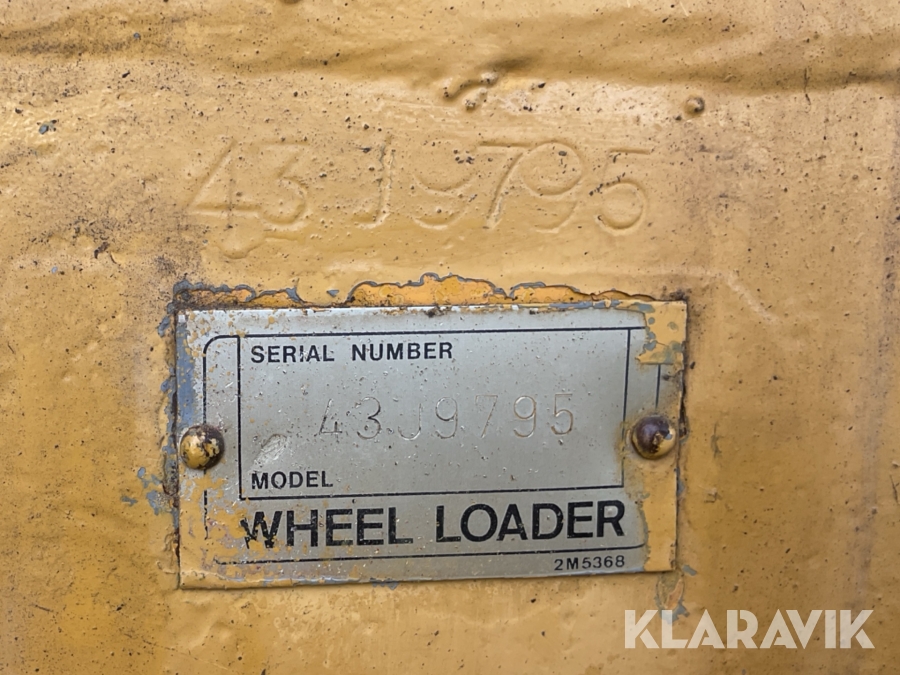 43J9795
SERIAL NUMBER
43J9795
MODEL
WHEEL LOADER
2M5368
KLARAVIK